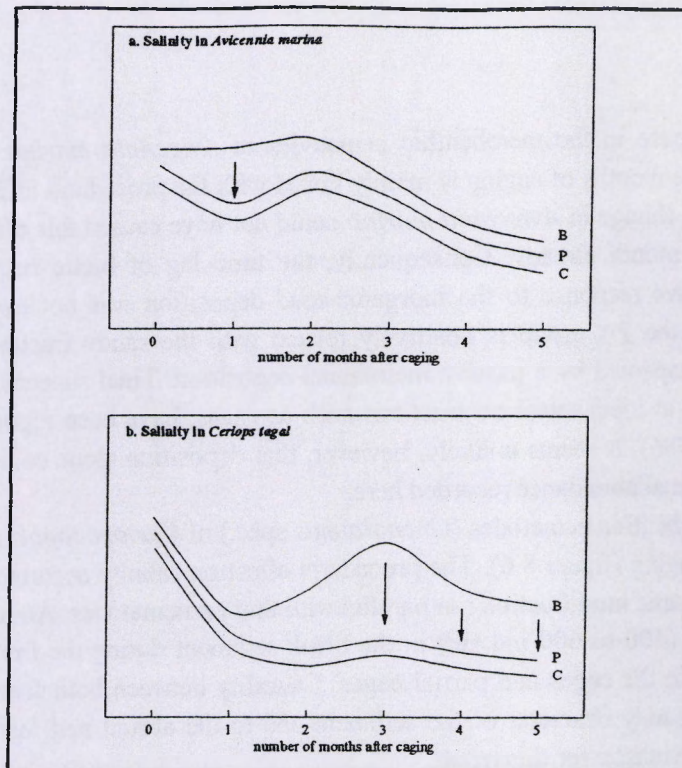 a. Salinity in Avicennia marina
B
P
C
0 1 2 3 4 5
number of months after caging
b. Salinity in Ceriops tagal
B
P
C
0 1 2 3 4 5
number of months after caging